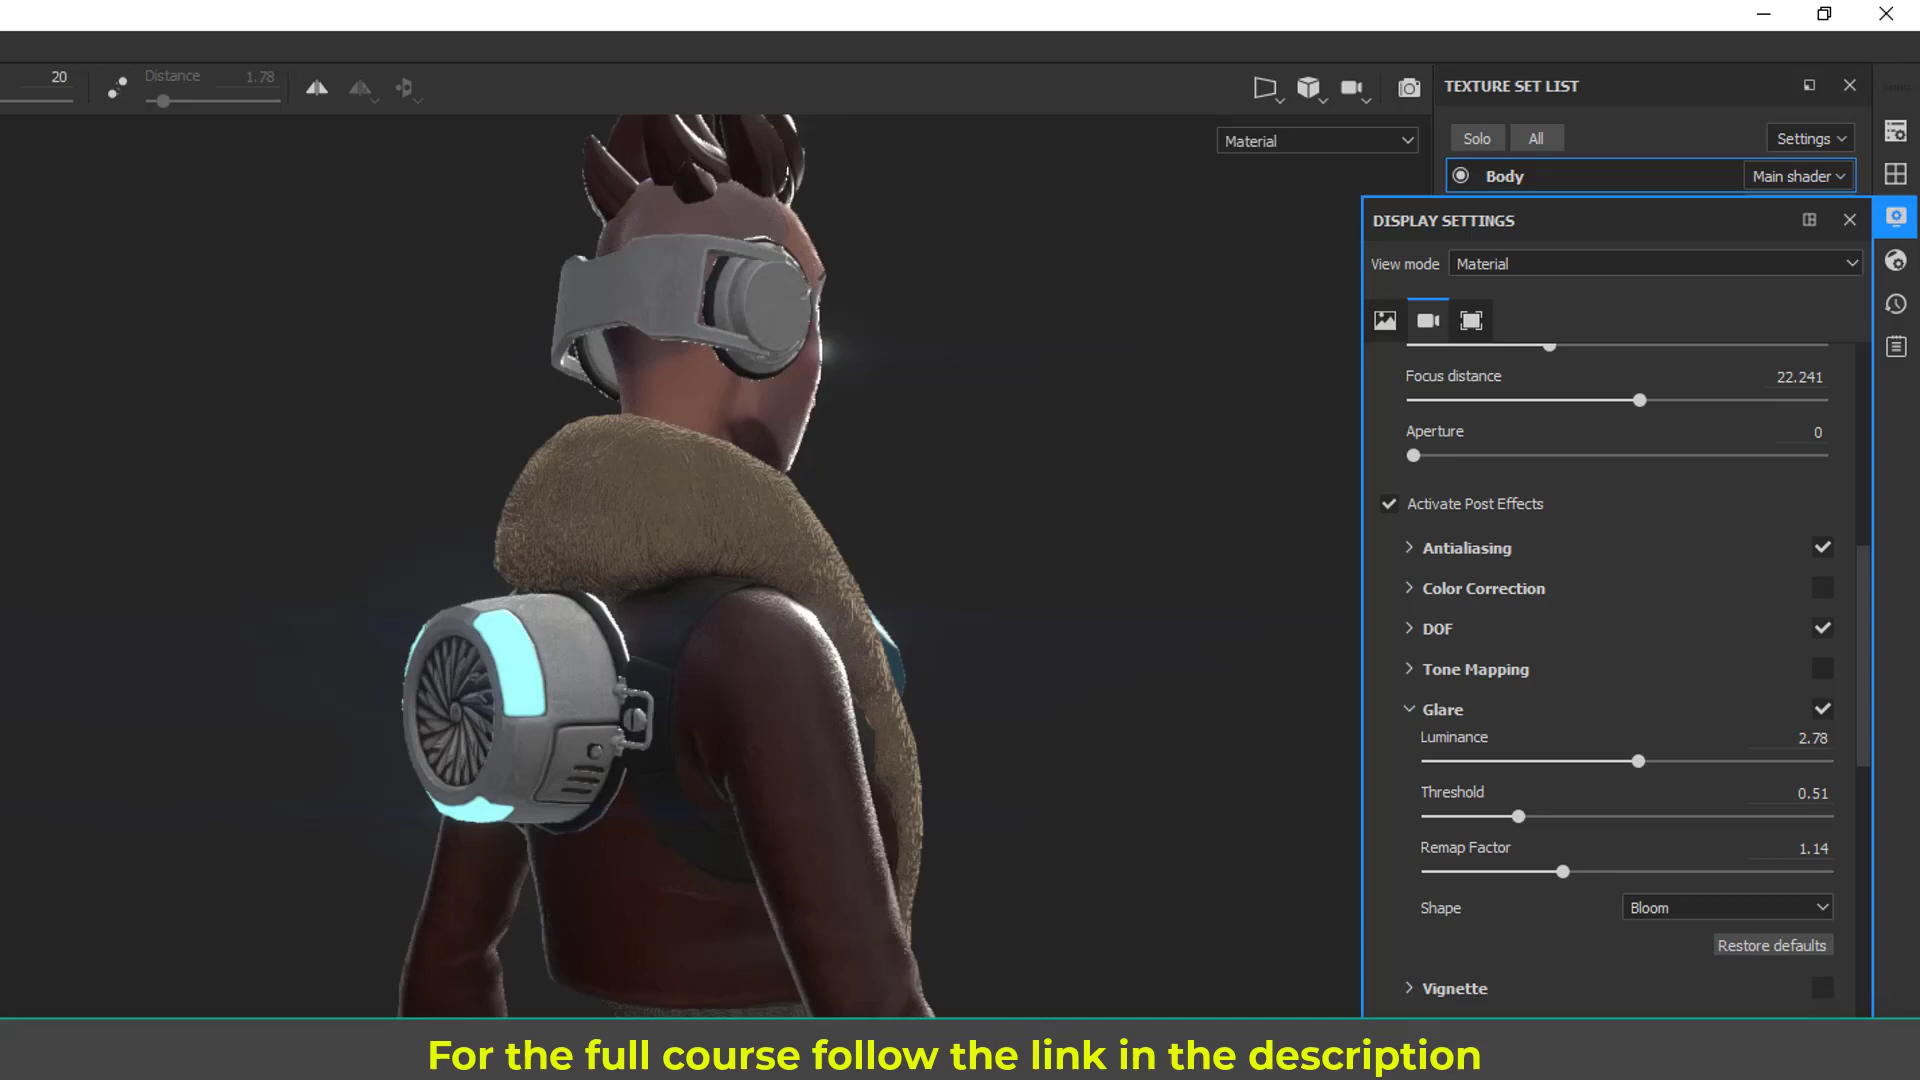 20
Distance
1.78
TEXTURE SET LIST
Material
Solo
All
Settings
Body
Main shader
DISPLAY SETTINGS
View mode
Material
Focus distance
22.241
Aperture
0
Activate Post Effects
Antialiasing
Color Correction
DOF
Tone Mapping
Glare
Luminance
2.78
Threshold
0.51
Remap Factor
1.14
Shape
Bloom
Restore defaults
Vignette
For the full course follow the link in the description